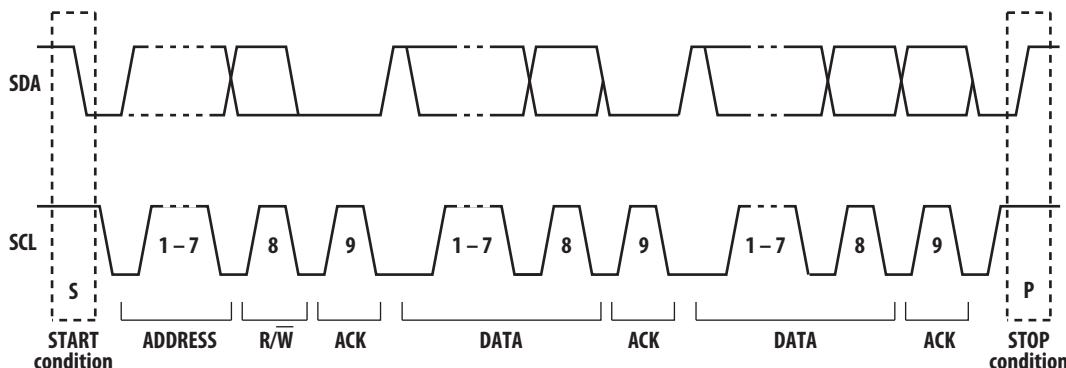 SDA
SCL
1 – 7 8 9 1 – 7 8 9 1 – 7 8 9
S P
START condition ADDRESS R/W̅ ACK DATA ACK DATA ACK STOP condition